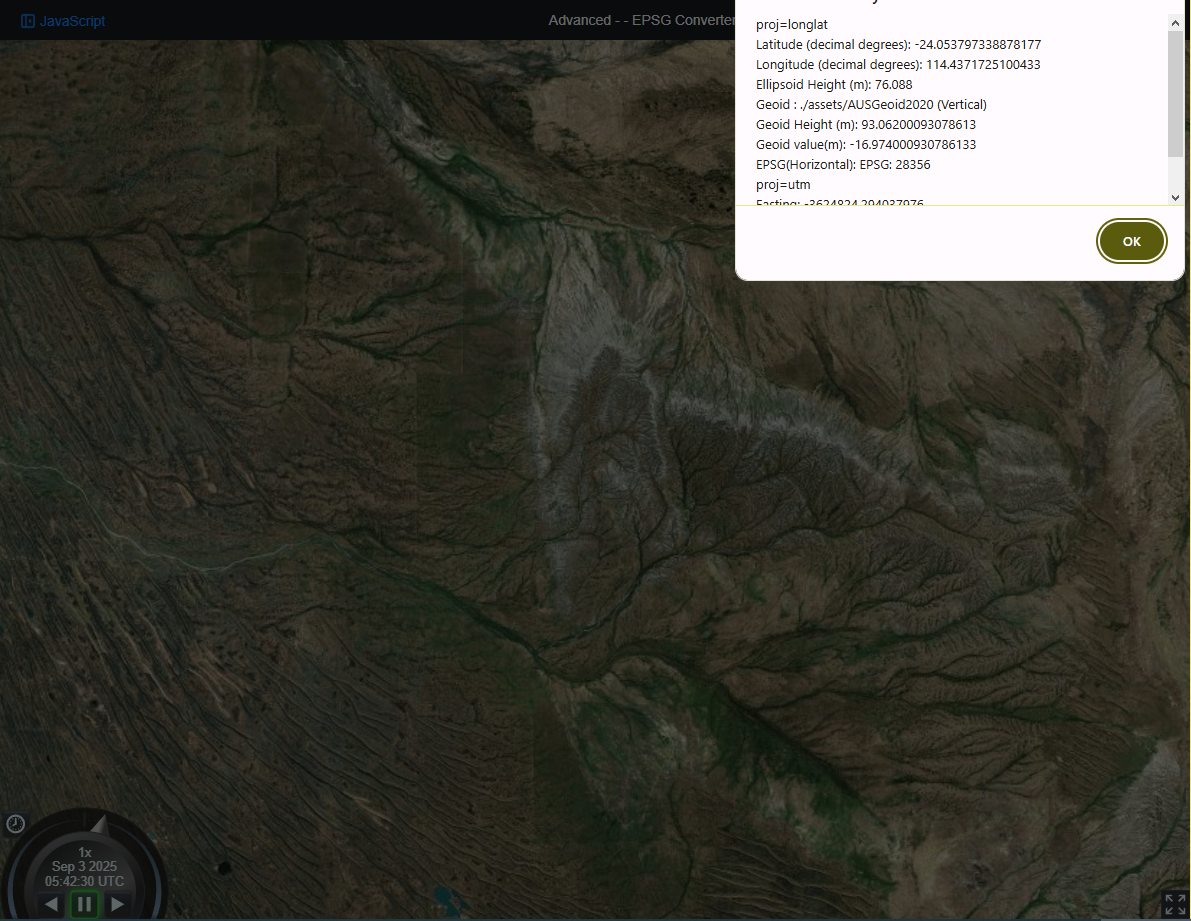 JavaScript
Advanced - - EPSG Converter
proj=longlat
Latitude (decimal degrees): -24.053797338878177
Longitude (decimal degrees): 114.4371725100433
Ellipsoid Height (m): 76.088
Geoid : ./assets/AUSGeoid2020 (Vertical)
Geoid Height (m): 93.06200093078613
Geoid value(m): -16.974000930786133
EPSG(Horizontal): EPSG: 28356
proj=utm
Easting: -3624824.294037976
OK
1x
Sep 3 2025
05:42:30 UTC